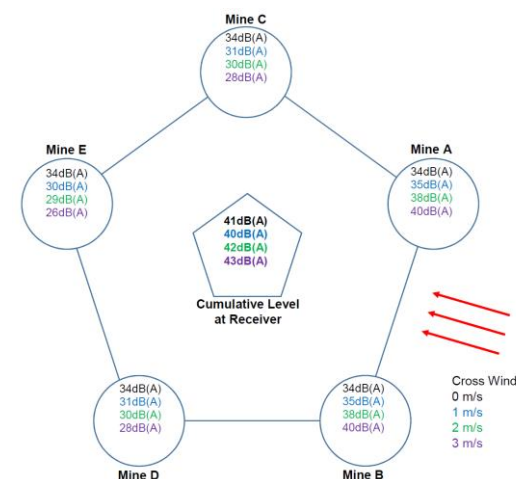 Mine C
34dB(A)
31dB(A)
30dB(A)
28dB(A)
Mine E
34dB(A)
30dB(A)
29dB(A)
26dB(A)
Mine A
34dB(A)
35dB(A)
38dB(A)
40dB(A)
41dB(A)
40dB(A)
42dB(A)
43dB(A)
Cumulative Level
at Receiver
34dB(A)
31dB(A)
30dB(A)
28dB(A)
Mine D
34dB(A)
35dB(A)
38dB(A)
40dB(A)
Mine B
Cross Wind
0 m/s
1 m/s
2 m/s
3 m/s